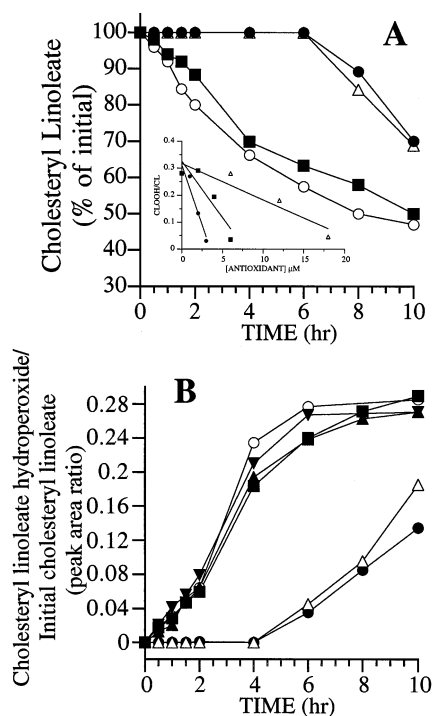 A
Cholesteryl Linoleate
(% of initial)
100
90
80
70
60
50
40
30
0.4
0.3
0.2
0.1
0
CLOOH/CL
0
5
10
15
20
[ANTIOXIDANT] μM
0 2 4 6 8 10
TIME (hr)
B
Cholesteryl linoleate hydroperoxide/
Initial cholesteryl linoleate
(peak area ratio)
0.28
0.24
0.2
0.16
0.12
0.08
0.04
0
0 2 4 6 8 10
TIME (hr)